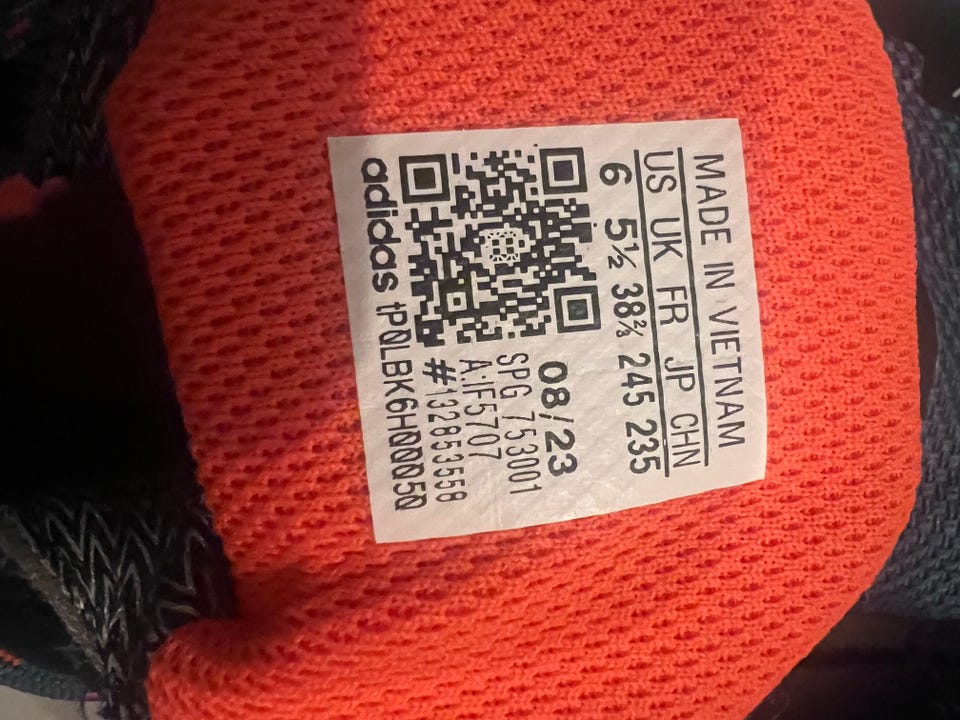 MADE IN VIETNAM
US UK FR JP CHN
6 5½ 38⅔ 245 235
08/23
SPG 753001
A:IF5707
#132853558
adidas tPQLBK6HQQQ5Q